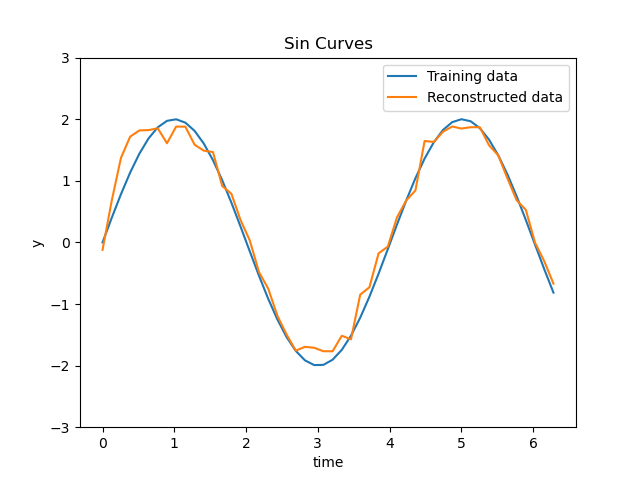 Sin Curves
Training data
Reconstructed data
3
2
1
0
−1
−2
−3
y
0 1 2 3 4 5 6
time